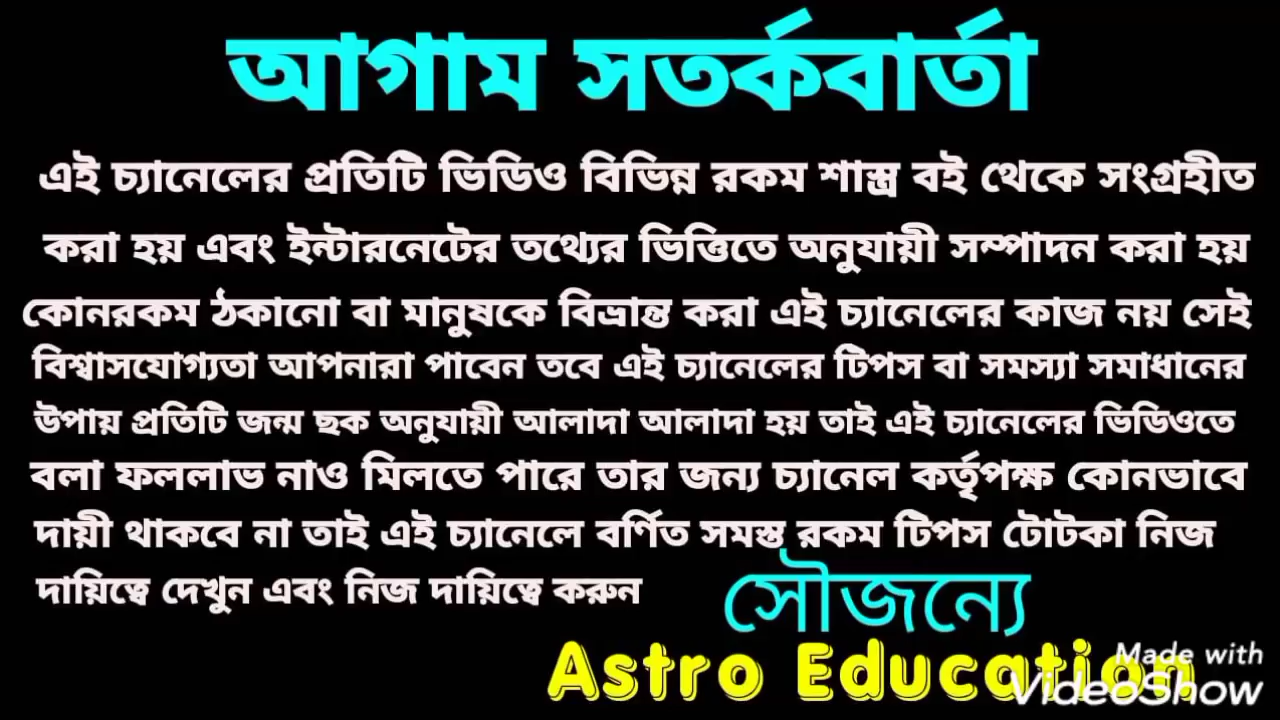 আগাম সতর্কবার্তা
এই চ্যানেলের প্রতিটি ভিডিও বিভিন্ন রকম শাস্ত্র বই থেকে সংগ্রহীত
করা হয় এবং ইন্টারনেটের তথ্যের ভিত্তিতে অনুযায়ী সম্পাদন করা হয়
কোনরকম ঠকানো বা মানুষকে বিভ্রান্ত করা এই চ্যানেলের কাজ নয় সেই
বিশ্বাসযোগ্যতা আপনারা পাবেন তবে এই চ্যানেলের টিপস বা সমস্যা সমাধানের
উপায় প্রতিটি জন্ম ছক অনুযায়ী আলাদা আলাদা হয় তাই এই চ্যানেলের ভিডিওতে
বলা ফললাভ নাও মিলতে পারে তার জন্য চ্যানেল কর্তৃপক্ষ কোনভাবে
দায়ী থাকবে না তাই এই চ্যানেলে বর্ণিত সমস্ত রকম টিপস টোটকা নিজ
দায়িত্বে দেখুন এবং নিজ দায়িত্বে করুন
সৌজন্যে
Astro Education
Made with
VideoShow